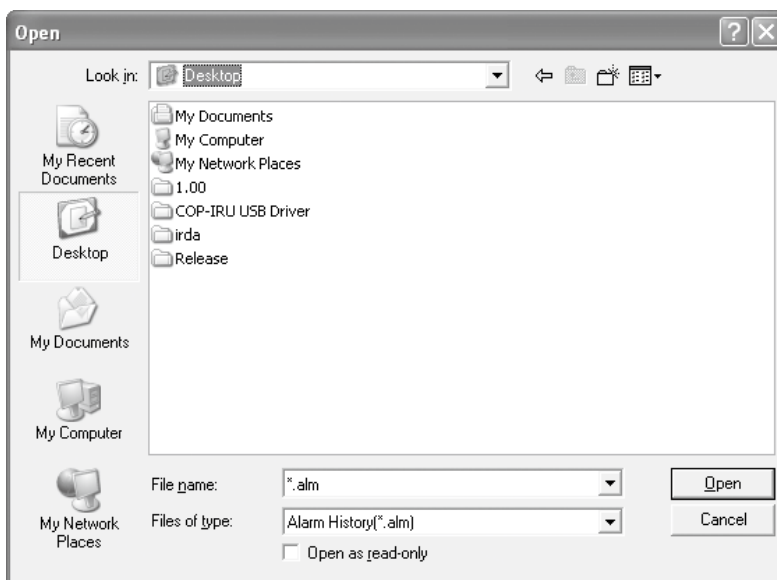 Open
Look in: Desktop
My Recent
Documents
Desktop
My Documents
My Computer
My Network
Places
My Documents
My Computer
My Network Places
1.00
COP-IRU USB Driver
irda
Release
File name: *.alm Open
Files of type: Alarm History(*.alm) Cancel
Open as read-only